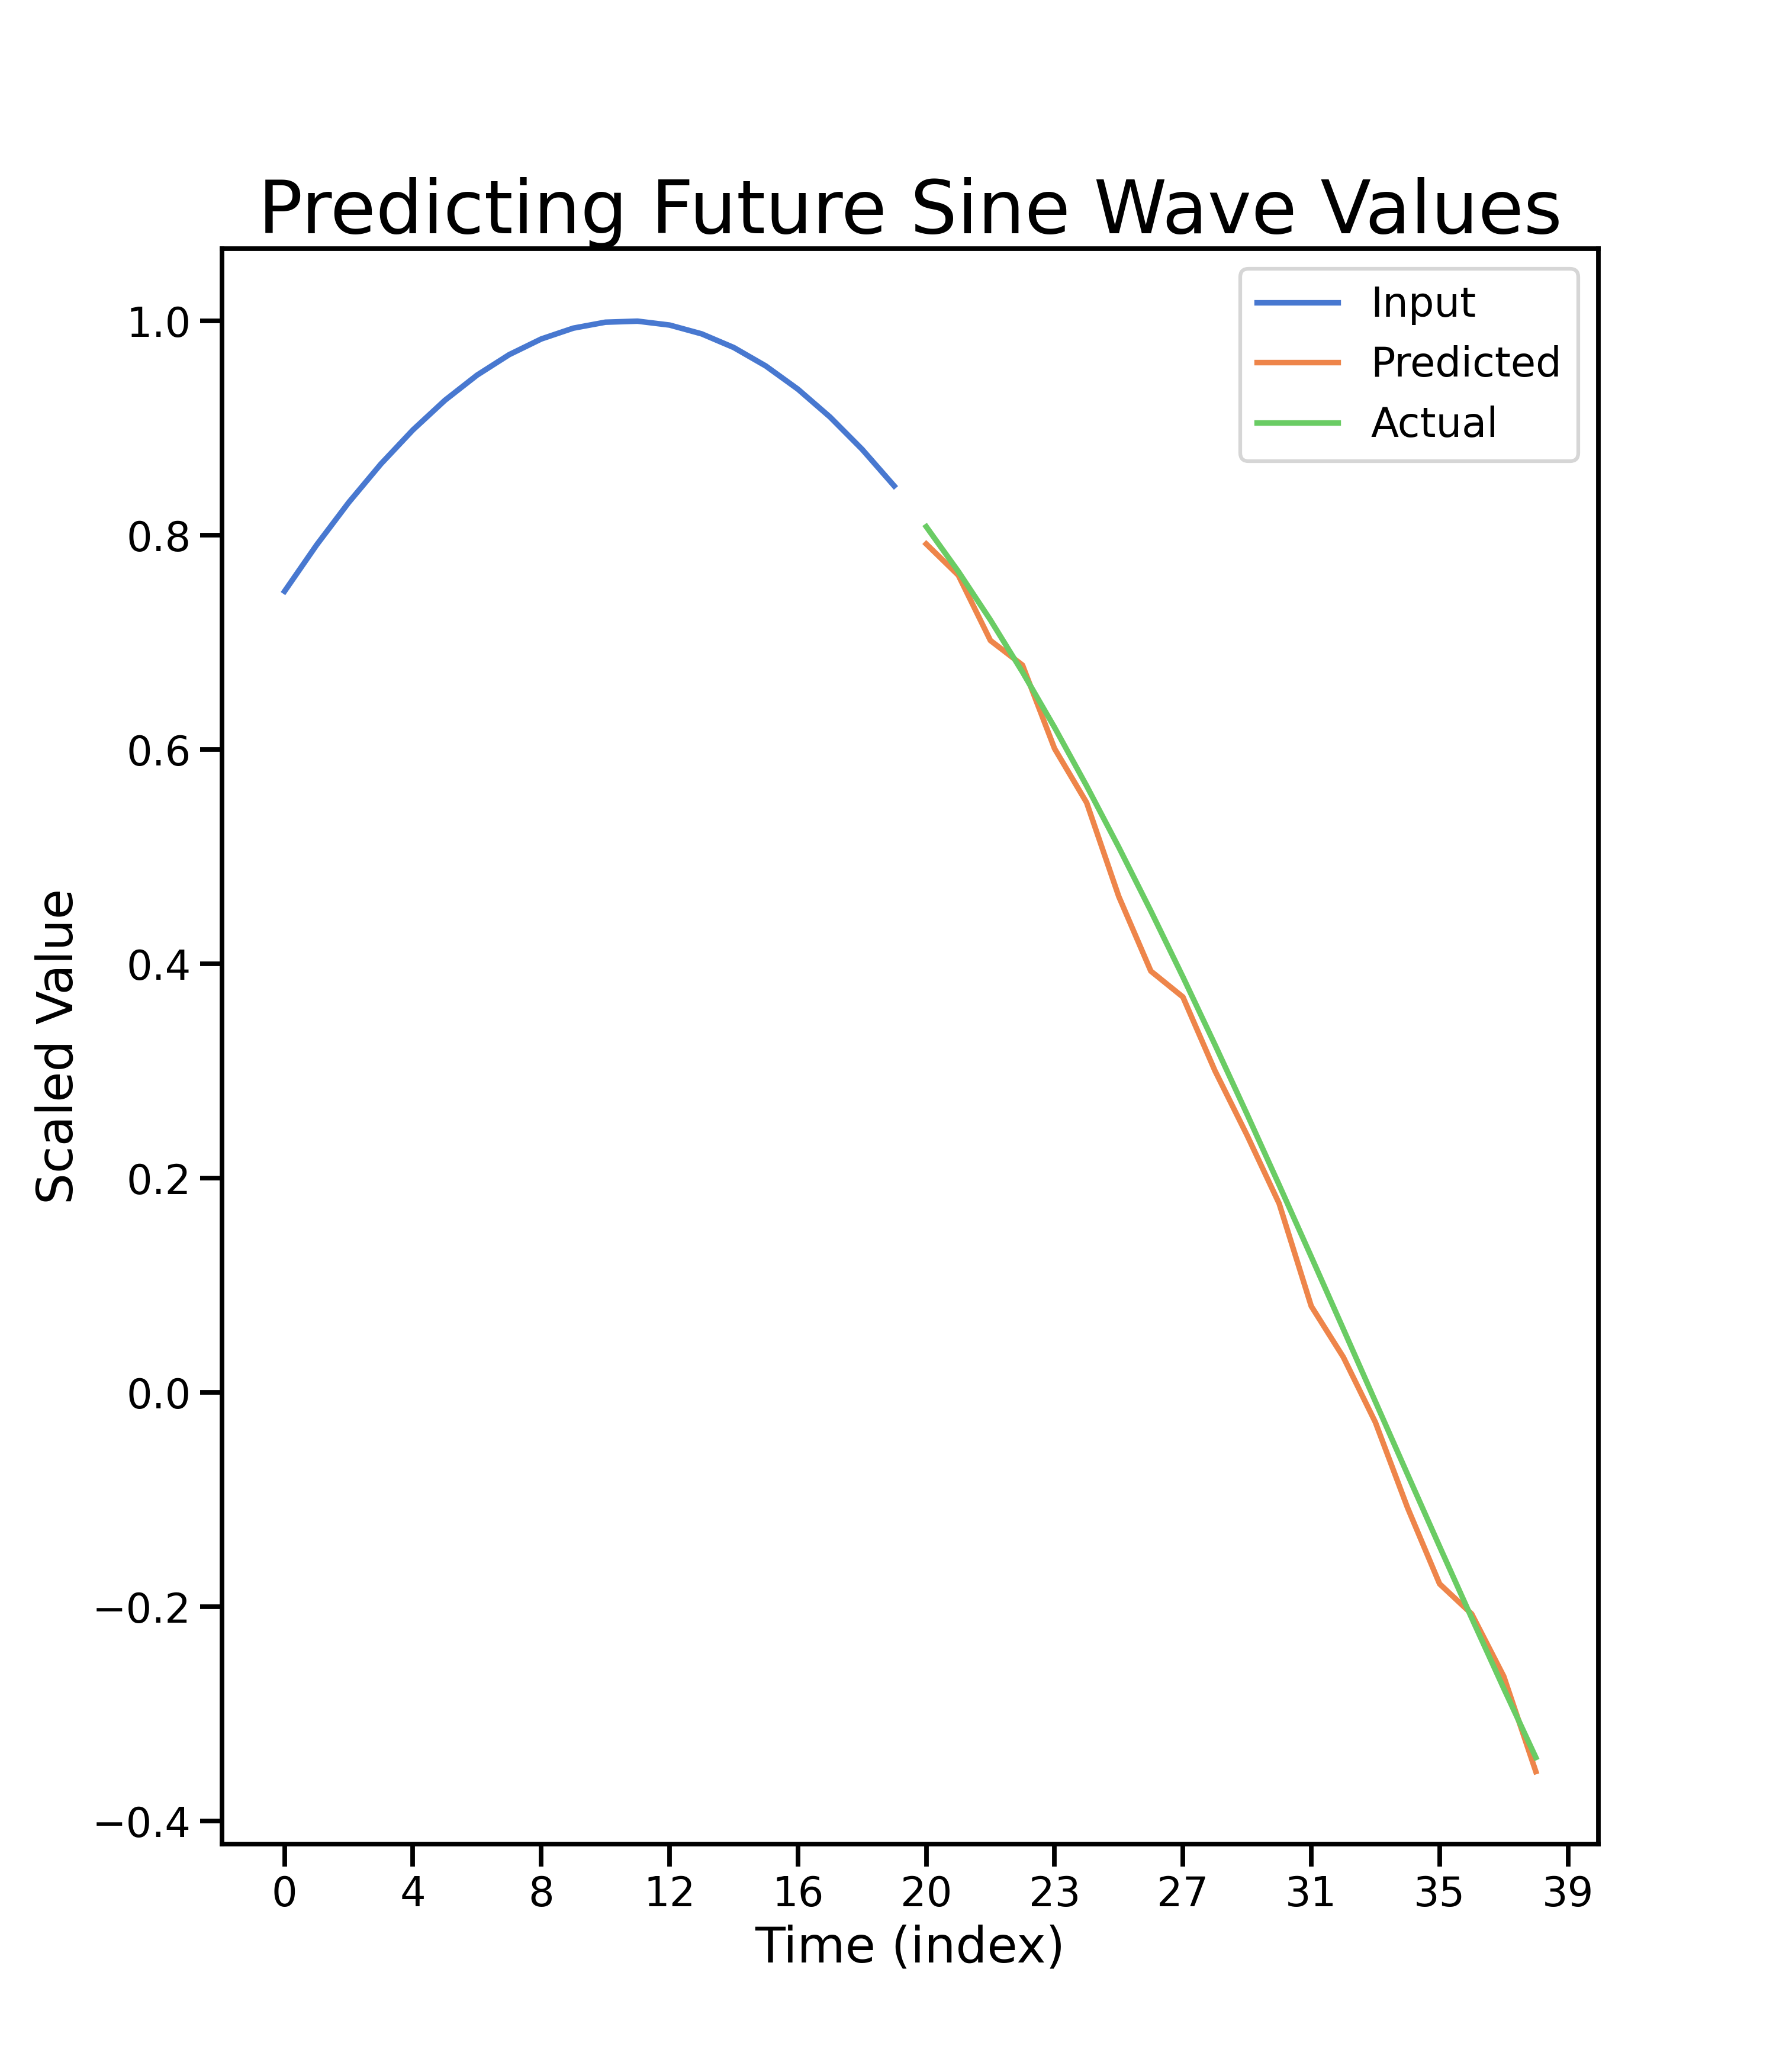 Predicting Future Sine Wave Values
Input
Predicted
Actual
1.0
0.8
0.6
0.4
0.2
0.0
−0.2
−0.4
Scaled Value
0 4 8 12 16 20 23 27 31 35 39
Time (index)